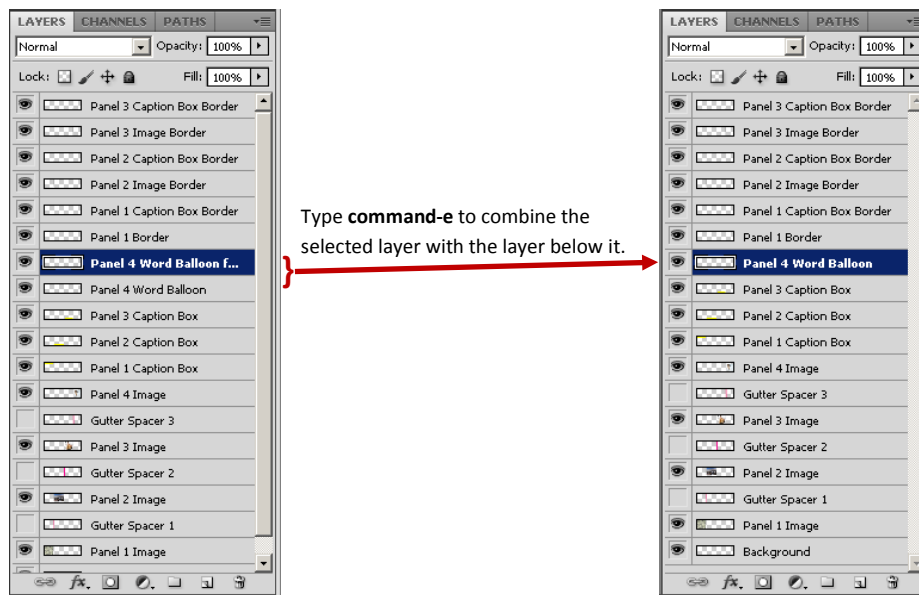 LAYERS CHANNELS PATHS
Normal Opacity: 100%
Lock: Fill: 100%
Panel 3 Caption Box Border
Panel 3 Image Border
Panel 2 Caption Box Border
Panel 2 Image Border
Panel 1 Caption Box Border
Panel 1 Border
Panel 4 Word Balloon f...
Panel 4 Word Balloon
Panel 3 Caption Box
Panel 2 Caption Box
Panel 1 Caption Box
Panel 4 Image
Gutter Spacer 3
Panel 3 Image
Gutter Spacer 2
Panel 2 Image
Gutter Spacer 1
Panel 1 Image
fx.
Type command-e to combine the
selected layer with the layer below it.
LAYERS CHANNELS PATHS
Normal Opacity: 100%
Lock: Fill: 100%
Panel 3 Caption Box Border
Panel 3 Image Border
Panel 2 Caption Box Border
Panel 2 Image Border
Panel 1 Caption Box Border
Panel 1 Border
Panel 4 Word Balloon
Panel 3 Caption Box
Panel 2 Caption Box
Panel 1 Caption Box
Panel 4 Image
Gutter Spacer 3
Panel 3 Image
Gutter Spacer 2
Panel 2 Image
Gutter Spacer 1
Panel 1 Image
Background
fx.